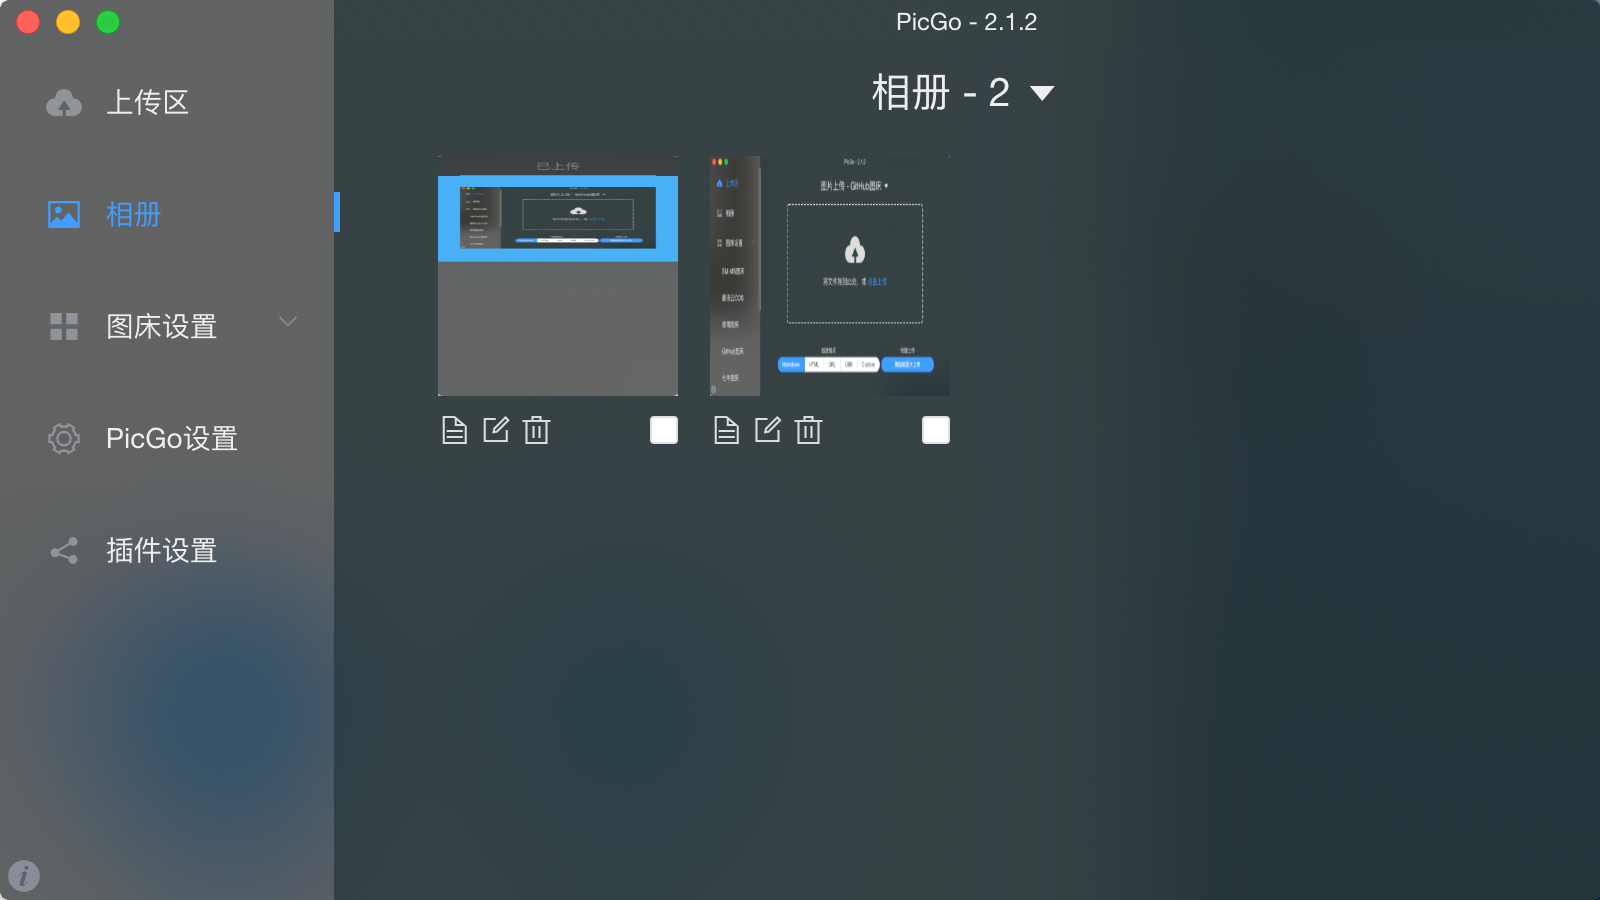 PicGo - 2.1.2
上传区
相册
图床设置
PicGo设置
插件设置
相册 - 2
已上传
PicGo - 2.1.2
图片上传 - GitHub图床
上传区
相册
图床设置
SM.MS图床
腾讯云COS
微博图床
GitHub图床
七牛图床
将文件拖到此处，或 点击上传
链接格式
快捷上传
Markdown
HTML
URL
UBB
Custom
剪贴板图片上传